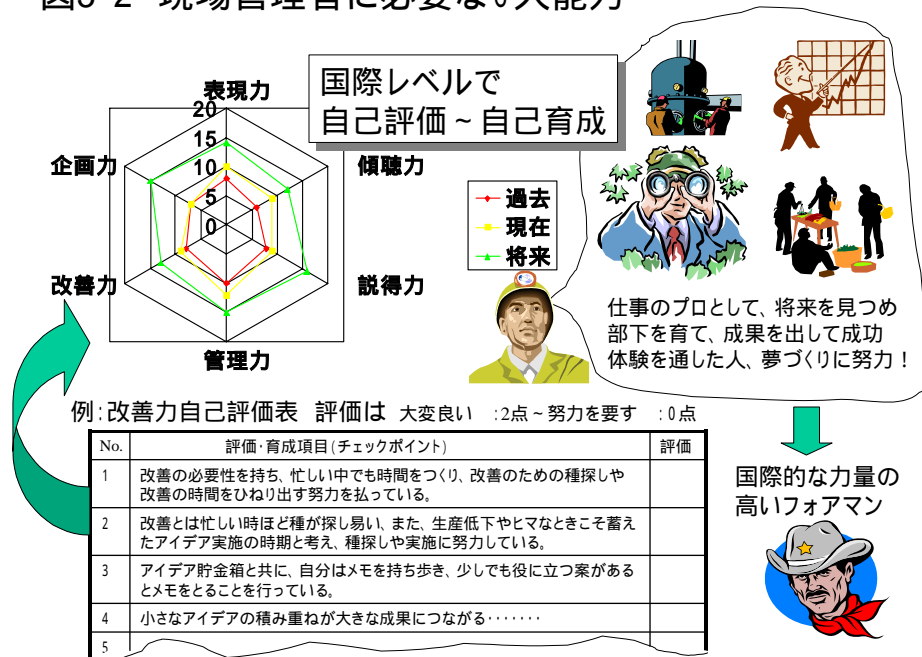 国際レベルで
自己評価～自己育成
表現力
20
15
10
5
0
企画力
傾聴力
改善力
説得力
管理力
過去
現在
将来
仕事のプロとして、将来を見つめ
部下を育て、成果を出して成功
体験を通した人、夢づくりに努力！
例:改善力自己評価表 評価は 大変良い :2点～努力を要す :0点
No. 評価・育成項目(チェックポイント) 評価
1 改善の必要性を持ち、忙しい中でも時間をつくり、改善のための種探しや
改善の時間をひねり出す努力を払っている。
2 改善とは忙しい時ほど種が探し易い、また、生産低下やヒマなときこそ蓄え
たアイデア実施の時期と考え、種探しや実施に努力している。
3 アイデア貯金箱と共に、自分はメモを持ち歩き、少しでも役に立つ案がある
とメモをとることを行っている。
4 小さなアイデアの積み重ねが大きな成果につながる・・・・・・・
5
国際的な力量の
高いフォアマン